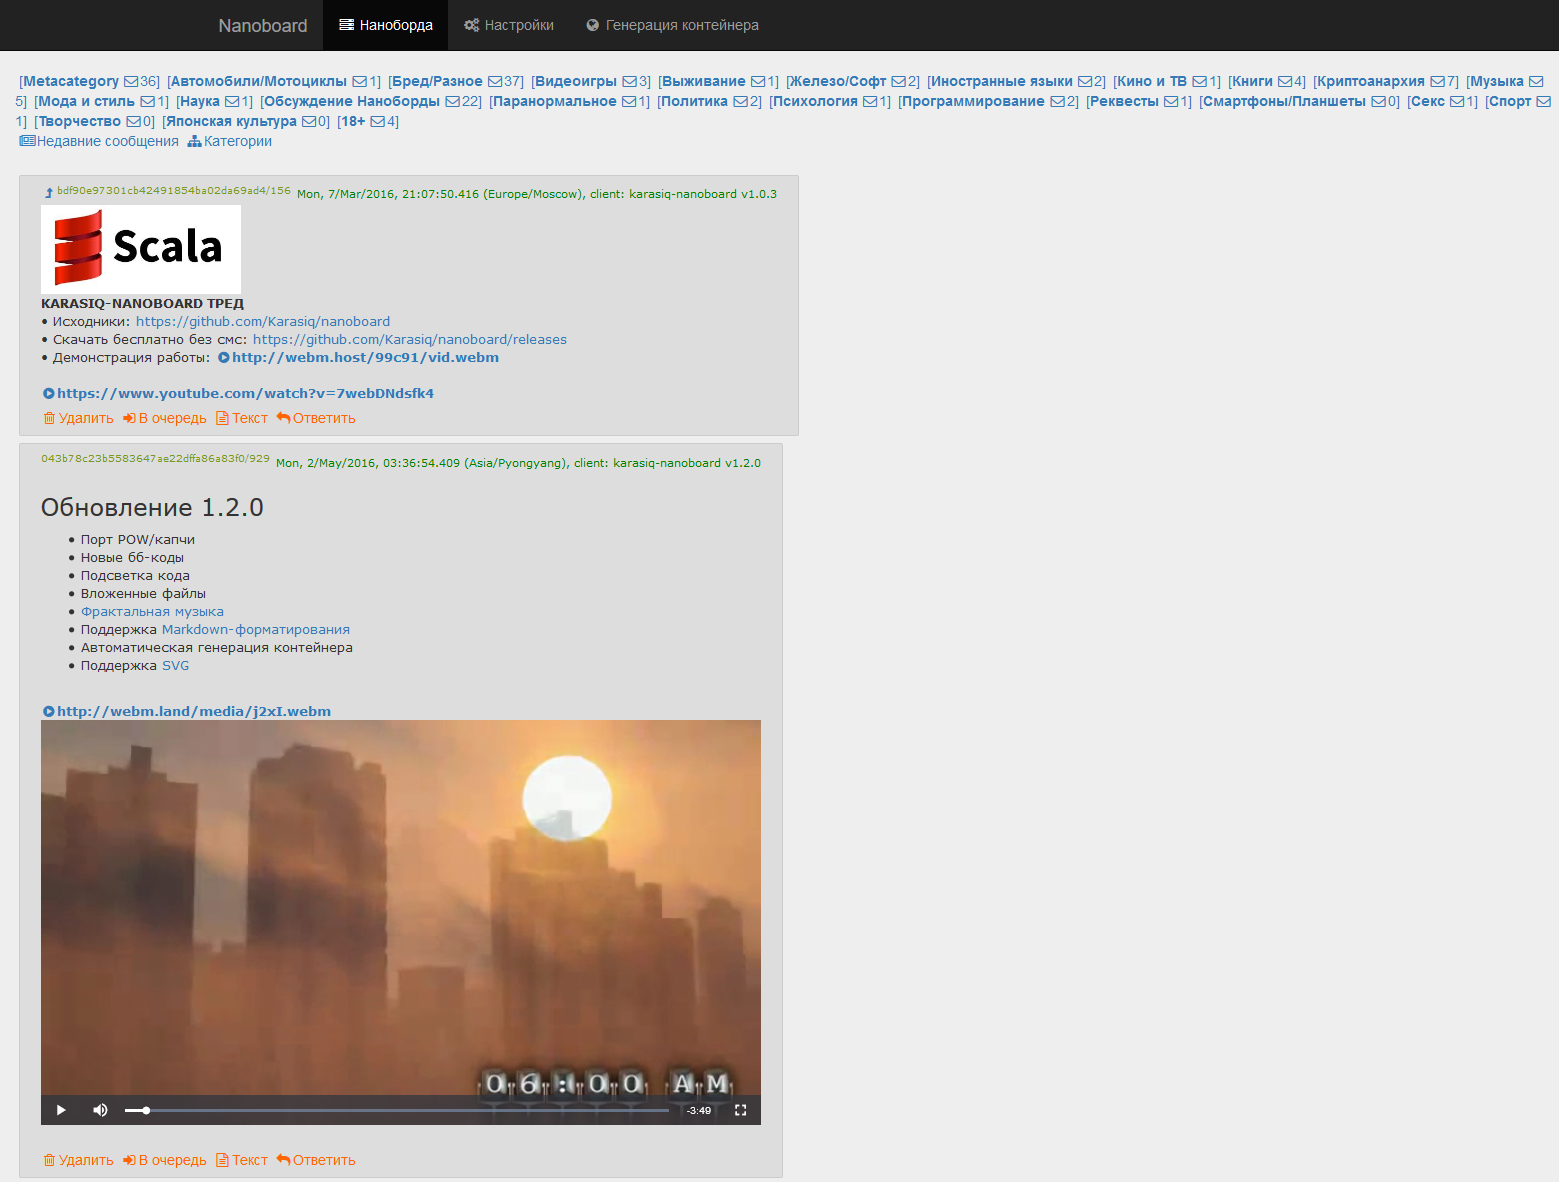 Nanoboard Наноборда Настройки Генерация контейнера
[Metacategory 36] [Автомобили/Мотоциклы 1] [Бред/Разное 37] [Видеоигры 3] [Выживание 1] [Железо/Софт 2] [Иностранные языки 2] [Кино и ТВ 1] [Книги 4] [Криптоанархия 7] [Музыка
5] [Мода и стиль 1] [Наука 1] [Обсуждение Наноборды 22] [Паранормальное 1] [Политика 2] [Психология 1] [Программирование 2] [Реквесты 1] [Смартфоны/Планшеты 0] [Секс 1] [Спорт
1] [Творчество 0] [Японская культура 0] [18+ 4]
Недавние сообщения Категории
bdf90e97301cb42491854ba02da69ad4/156 Mon, 7/Mar/2016, 21:07:50.416 (Europe/Moscow), client: karasiq-nanoboard v1.0.3
Scala
KARASIQ-NANOBOARD ТРЕД
• Исходники: https://github.com/Karasiq/nanoboard
• Скачать бесплатно без смс: https://github.com/Karasiq/nanoboard/releases
• Демонстрация работы: http://webm.host/99c91/vid.webm
https://www.youtube.com/watch?v=7webDNdsfk4
Удалить В очередь Текст Ответить
043b78c23b5583647ae22dffa86a83f0/929 Mon, 2/May/2016, 03:36:54.409 (Asia/Pyongyang), client: karasiq-nanoboard v1.2.0
Обновление 1.2.0
• Порт POW/капчи
• Новые бб-коды
• Подсветка кода
• Вложенные файлы
• Фрактальная музыка
• Поддержка Markdown-форматирования
• Автоматическая генерация контейнера
• Поддержка SVG
http://webm.land/media/j2xI.webm
06:00 AM
-3:49
Удалить В очередь Текст Ответить